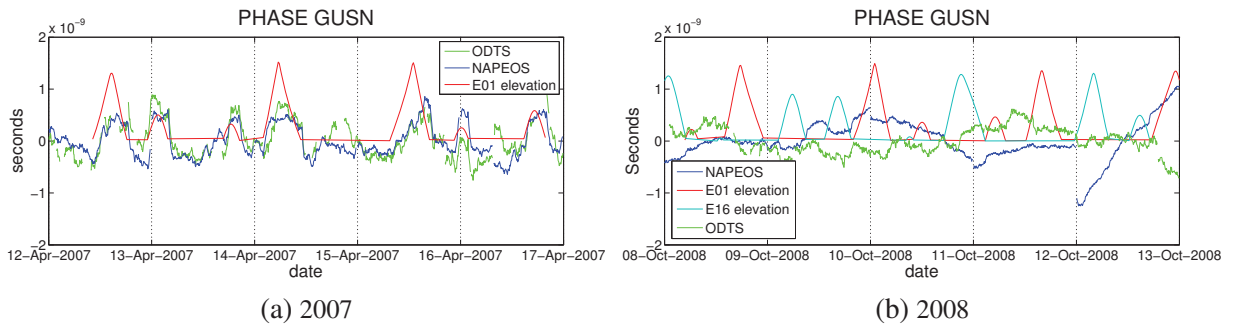 PHASE GUSN
x 10⁻⁹
2
1
0
−1
−2
seconds
ODTS
NAPEOS
E01 elevation
12−Apr−2007 13−Apr−2007 14−Apr−2007 15−Apr−2007 16−Apr−2007 17−Apr−2007
date
(a) 2007
PHASE GUSN
x 10⁻⁹
2
1
0
−1
−2
Seconds
NAPEOS
E01 elevation
E16 elevation
ODTS
08−Oct−2008 09−Oct−2008 10−Oct−2008 11−Oct−2008 12−Oct−2008 13−Oct−2008
date
(b) 2008